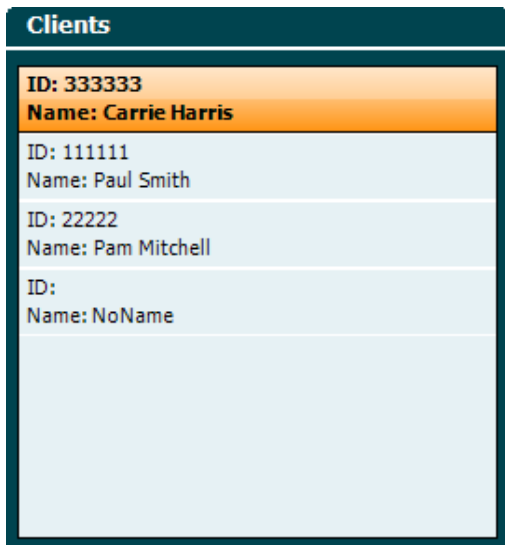 Clients
ID: 333333
Name: Carrie Harris
ID: 111111
Name: Paul Smith
ID: 22222
Name: Pam Mitchell
ID:
Name: NoName